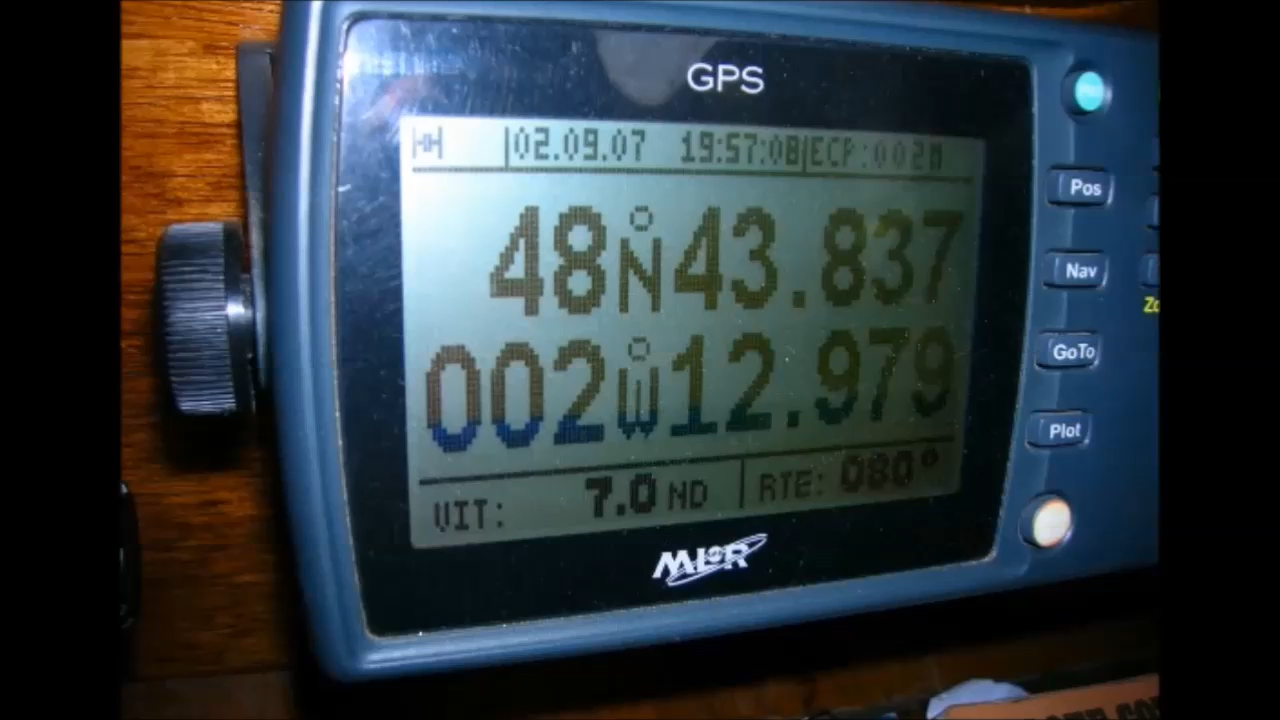 GPS
02.09.07 19:57:08 ECP:002M
48°N43.837
002°W12.979
VIT: 7.0 ND RTE: 080°
MLR
Pos
Nav
GoTo
Plot